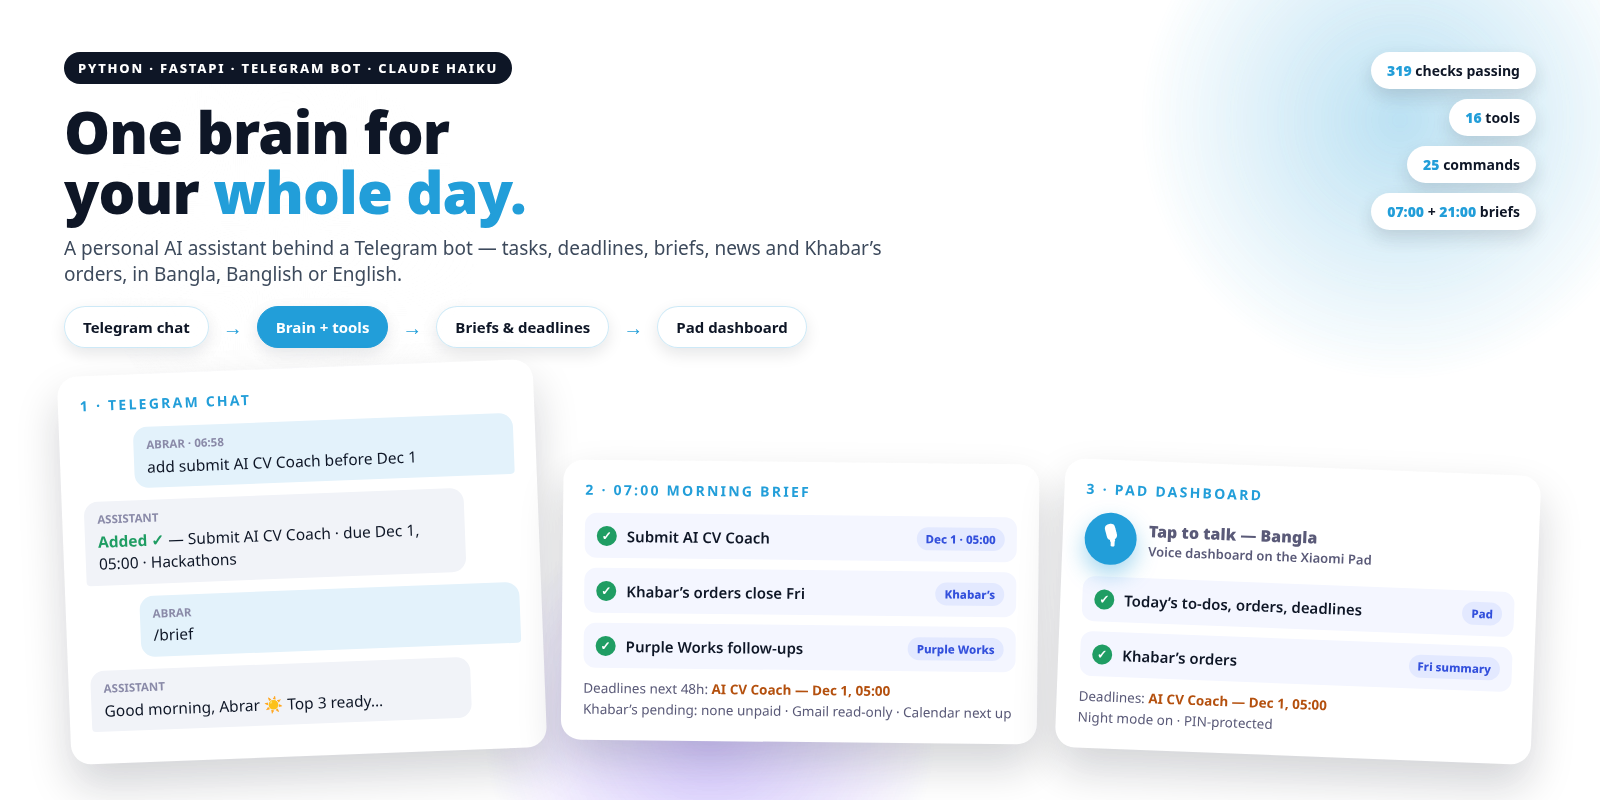 PYTHON · FASTAPI · TELEGRAM BOT · CLAUDE HAIKU
One brain for
your whole day.
A personal AI assistant behind a Telegram bot — tasks, deadlines, briefs, news and Khabar’s
orders, in Bangla, Banglish or English.
Telegram chat → Brain + tools → Briefs & deadlines → Pad dashboard
319 checks passing
16 tools
25 commands
07:00 + 21:00 briefs
1 · TELEGRAM CHAT
ABRAR · 06:58
add submit AI CV Coach before Dec 1
ASSISTANT
Added ✓ — Submit AI CV Coach · due Dec 1,
05:00 · Hackathons
ABRAR
/brief
ASSISTANT
Good morning, Abrar ☀️ Top 3 ready...
2 · 07:00 MORNING BRIEF
✓ Submit AI CV Coach Dec 1 · 05:00
✓ Khabar’s orders close Fri Khabar’s
✓ Purple Works follow-ups Purple Works
Deadlines next 48h: AI CV Coach — Dec 1, 05:00
Khabar’s pending: none unpaid · Gmail read-only · Calendar next up
3 · PAD DASHBOARD
Tap to talk — Bangla
Voice dashboard on the Xiaomi Pad
✓ Today’s to-dos, orders, deadlines Pad
✓ Khabar’s orders Fri summary
Deadlines: AI CV Coach — Dec 1, 05:00
Night mode on · PIN-protected